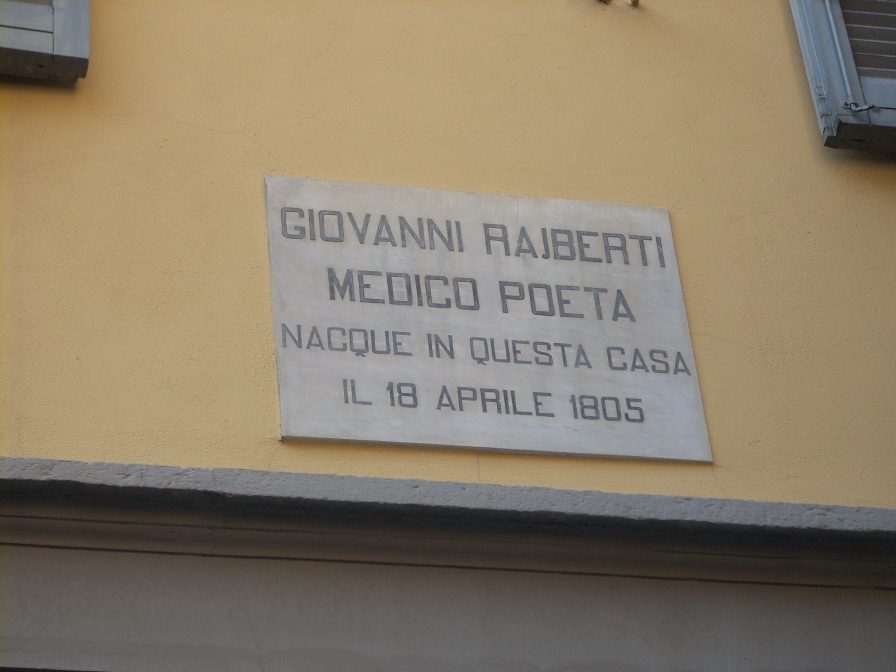 GIOVANNI RAJBERTI
MEDICO POETA
NACQUE IN QUESTA CASA
IL 18 APRILE 1805